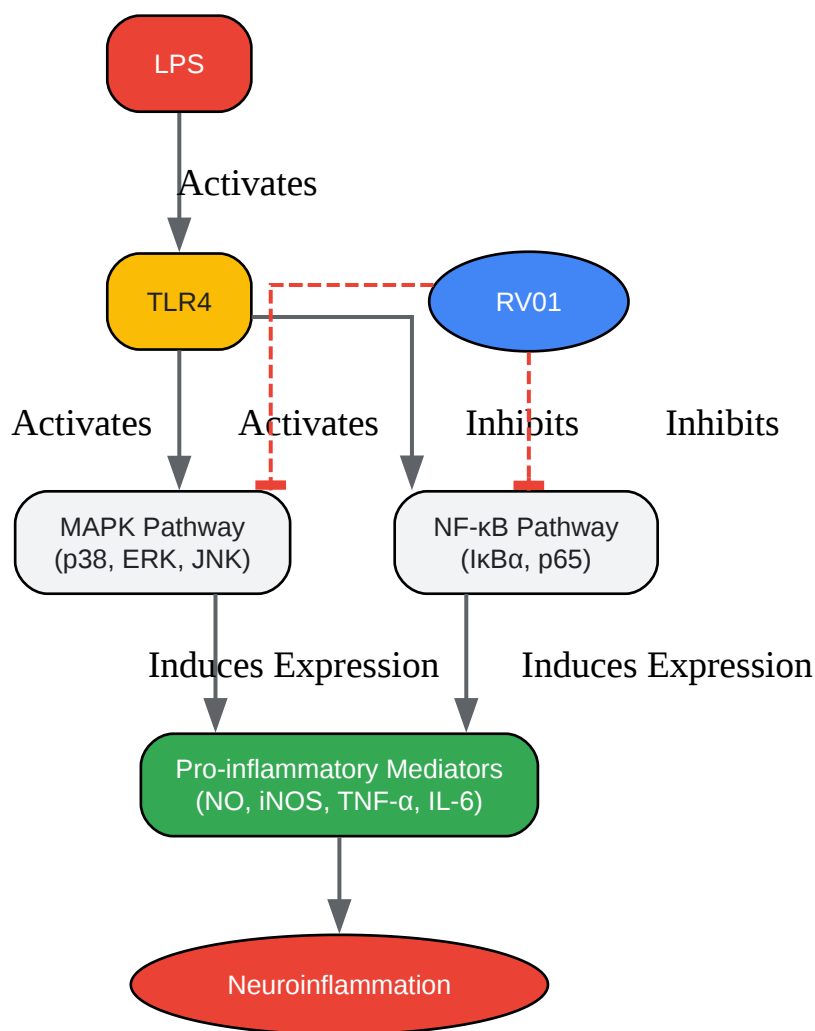 LPS
Activates
TLR4
RV01
Activates
Activates
Inhibits
Inhibits
MAPK Pathway
(p38, ERK, JNK)
NF-κB Pathway
(IκBα, p65)
Induces Expression
Induces Expression
Pro-inflammatory Mediators
(NO, iNOS, TNF-α, IL-6)
Neuroinflammation